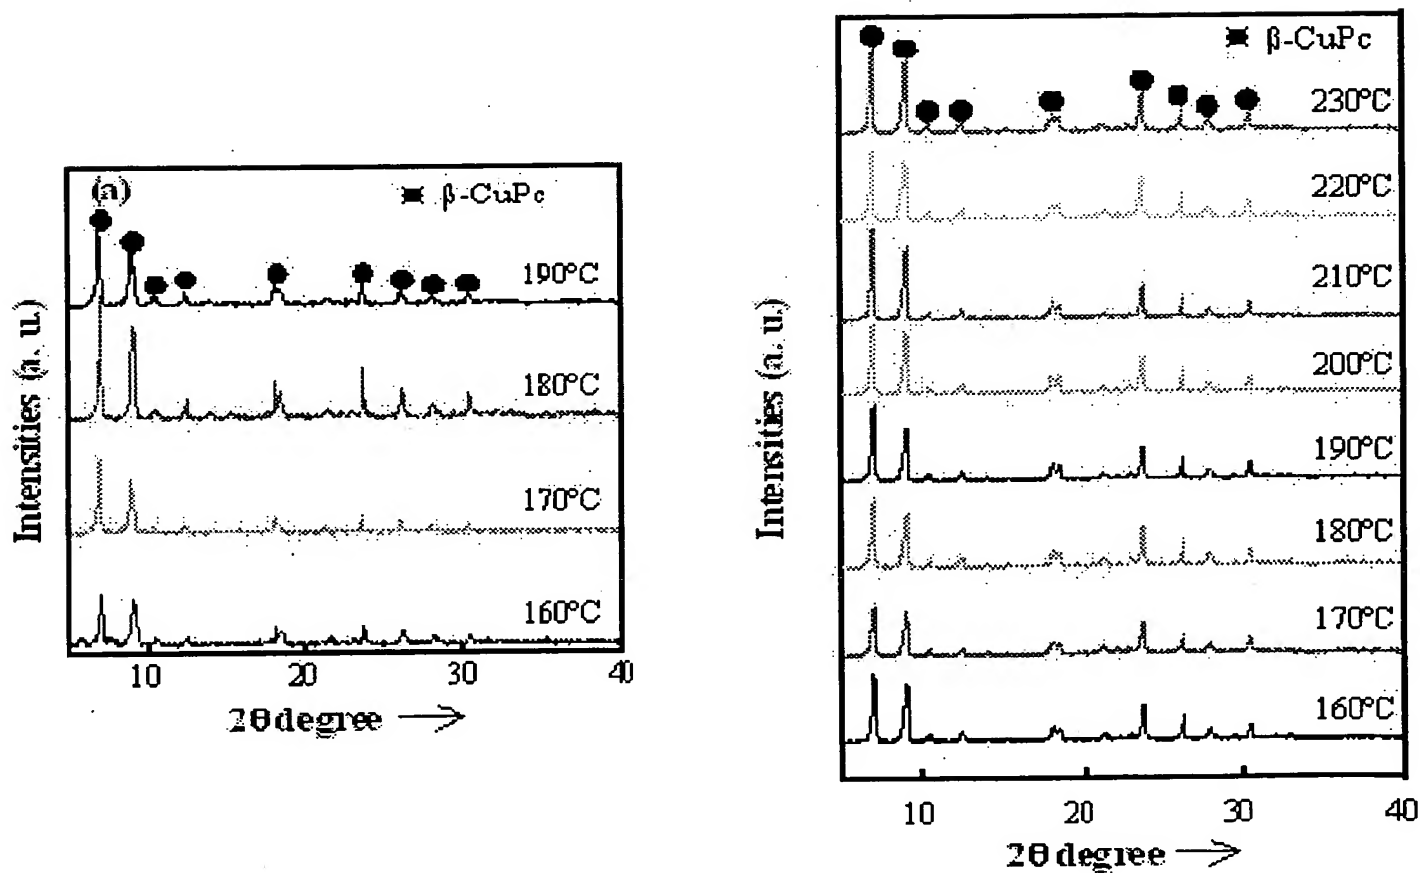 (a)
β-CuPc
190°C
180°C
170°C
160°C
Intensities (a. u.)
10 20 30 40
2θ degree
β-CuPc
230°C
220°C
210°C
200°C
190°C
180°C
170°C
160°C
Intensities (a. u.)
10 20 30 40
2θ degree